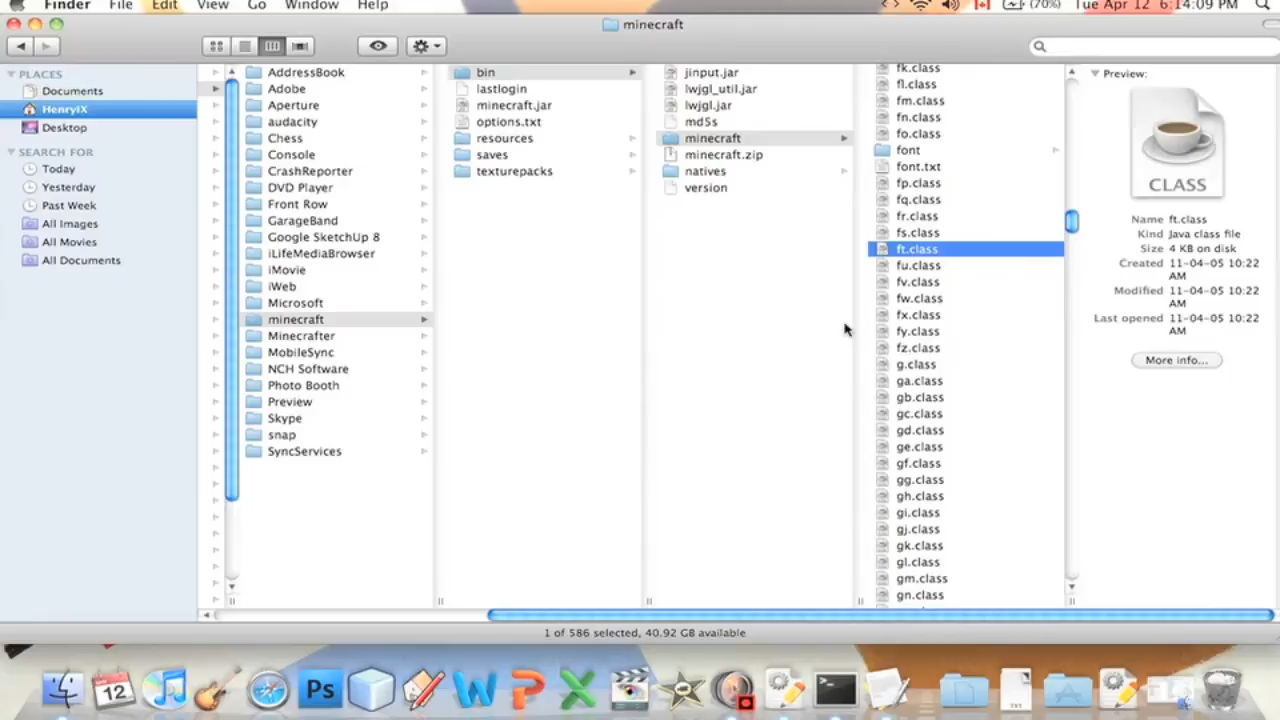 Finder File Edit View Go Window Help (70%) Tue Apr 12 6:14:09 PM
minecraft
PLACES
Documents
HenryIX
Desktop
SEARCH FOR
Today
Yesterday
Past Week
All Images
All Movies
All Documents
AddressBook
Adobe
Aperture
audacity
Chess
Console
CrashReporter
DVD Player
Front Row
GarageBand
Google SketchUp 8
iLifeMediaBrowser
iMovie
iWeb
Microsoft
minecraft
Minecrafter
MobileSync
NCH Software
Photo Booth
Preview
Skype
snap
SyncServices
bin
lastlogin
minecraft.jar
options.txt
resources
saves
texturepacks
jinput.jar
lwjgl_util.jar
lwjgl.jar
md5s
minecraft
minecraft.zip
natives
version
fk.class
fl.class
fm.class
fn.class
fo.class
font
font.txt
fp.class
fq.class
fr.class
fs.class
ft.class
fu.class
fv.class
fw.class
fx.class
fy.class
fz.class
g.class
ga.class
gb.class
gc.class
gd.class
ge.class
gf.class
gg.class
gh.class
gi.class
gj.class
gk.class
gl.class
gm.class
gn.class
Preview:
CLASS
Name ft.class
Kind Java class file
Size 4 KB on disk
Created 11-04-05 10:22
AM
Modified 11-04-05 10:22
AM
Last opened 11-04-05 10:22
AM
More info...
1 of 586 selected, 40.92 GB available
12
Ps
TXT